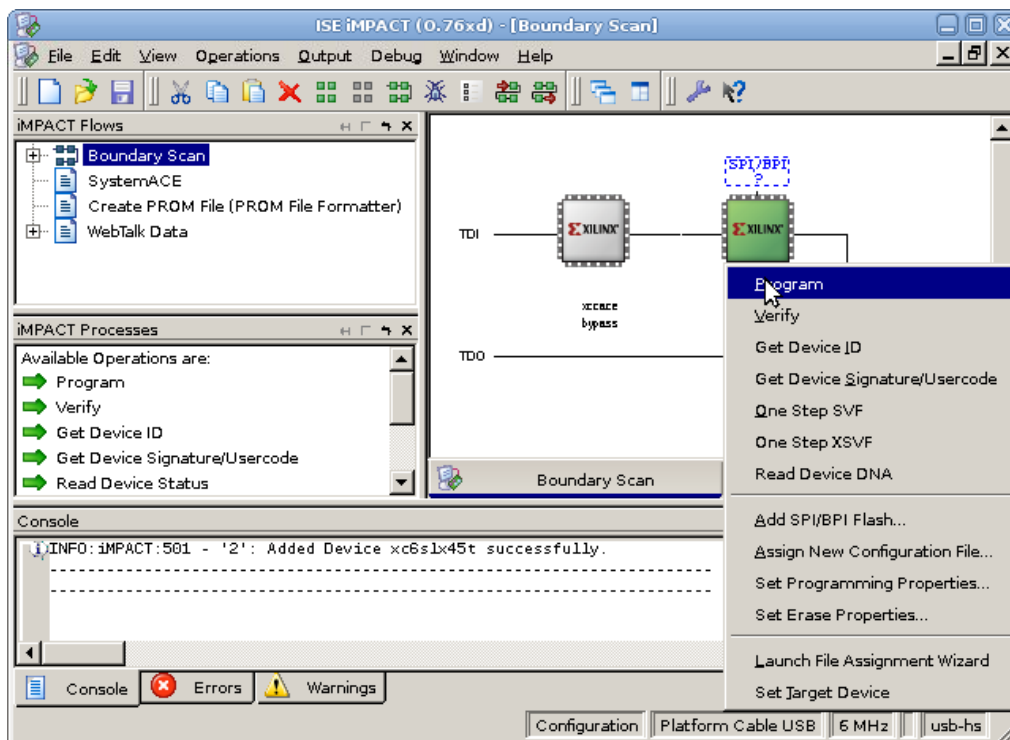 ISE iMPACT (0.76xd) - [Boundary Scan]
File Edit View Operations Output Debug Window Help
iMPACT Flows
Boundary Scan
SystemACE
Create PROM File (PROM File Formatter)
WebTalk Data
iMPACT Processes
Available Operations are:
Program
Verify
Get Device ID
Get Device Signature/Usercode
Read Device Status
SPI/BPI
?
TDI
XILINX
XILINX
xccace
bypass
TDO
Boundary Scan
Program
Verify
Get Device ID
Get Device Signature/Usercode
One Step SVF
One Step XSVF
Read Device DNA
Add SPI/BPI Flash...
Assign New Configuration File...
Set Programming Properties...
Set Erase Properties...
Launch File Assignment Wizard
Set Target Device
Console
INFO:iMPACT:501 - '2': Added Device xc6slx45t successfully.
----------------------------------------------------------------------
----------------------------------------------------------------------
Console Errors Warnings
Configuration Platform Cable USB 6 MHz usb-hs